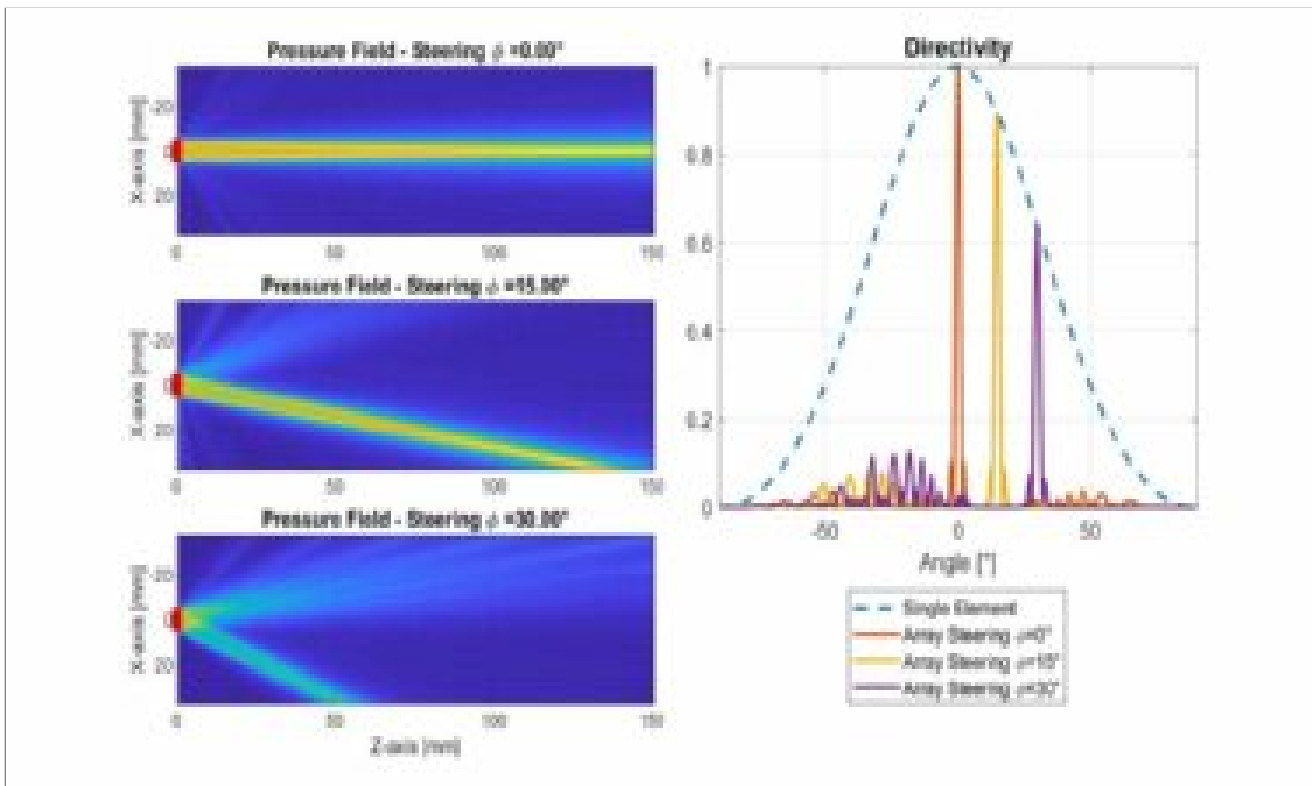 Pressure Field - Steering ϕ =0.00°
20
0
20
X-axis [mm]
0
50
100
150
Pressure Field - Steering ϕ =15.00°
20
0
20
X-axis [mm]
0
50
100
150
Pressure Field - Steering ϕ =30.00°
20
0
20
X-axis [mm]
0
50
100
150
Z-axis [mm]
Directivity
1
0.8
0.6
0.4
0.2
0
-50
0
50
Angle [°]
Single Element
Array Steering ϕ=0°
Array Steering ϕ=15°
Array Steering ϕ=30°